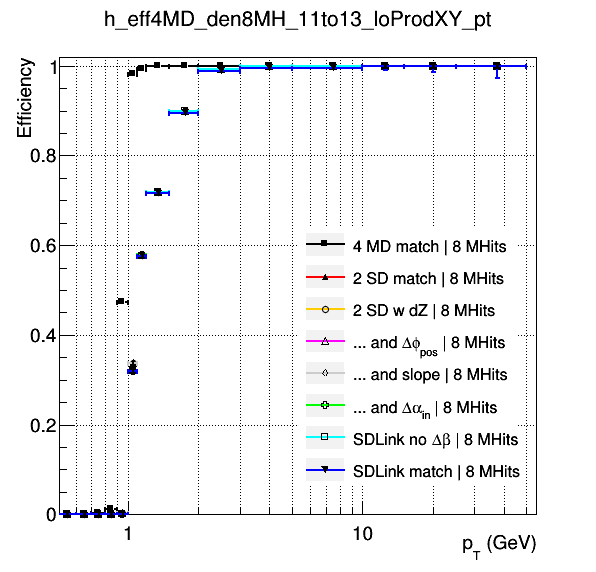 h_eff4MD_den8MH_11to13_loProdXY_pt
Efficiency
1
0.8
0.6
0.4
0.2
0
4 MD match | 8 MHits
2 SD match | 8 MHits
2 SD w dZ | 8 MHits
... and Δϕpos | 8 MHits
... and slope | 8 MHits
... and Δαin | 8 MHits
SDLink no Δβ | 8 MHits
SDLink match | 8 MHits
1 10
pT (GeV)